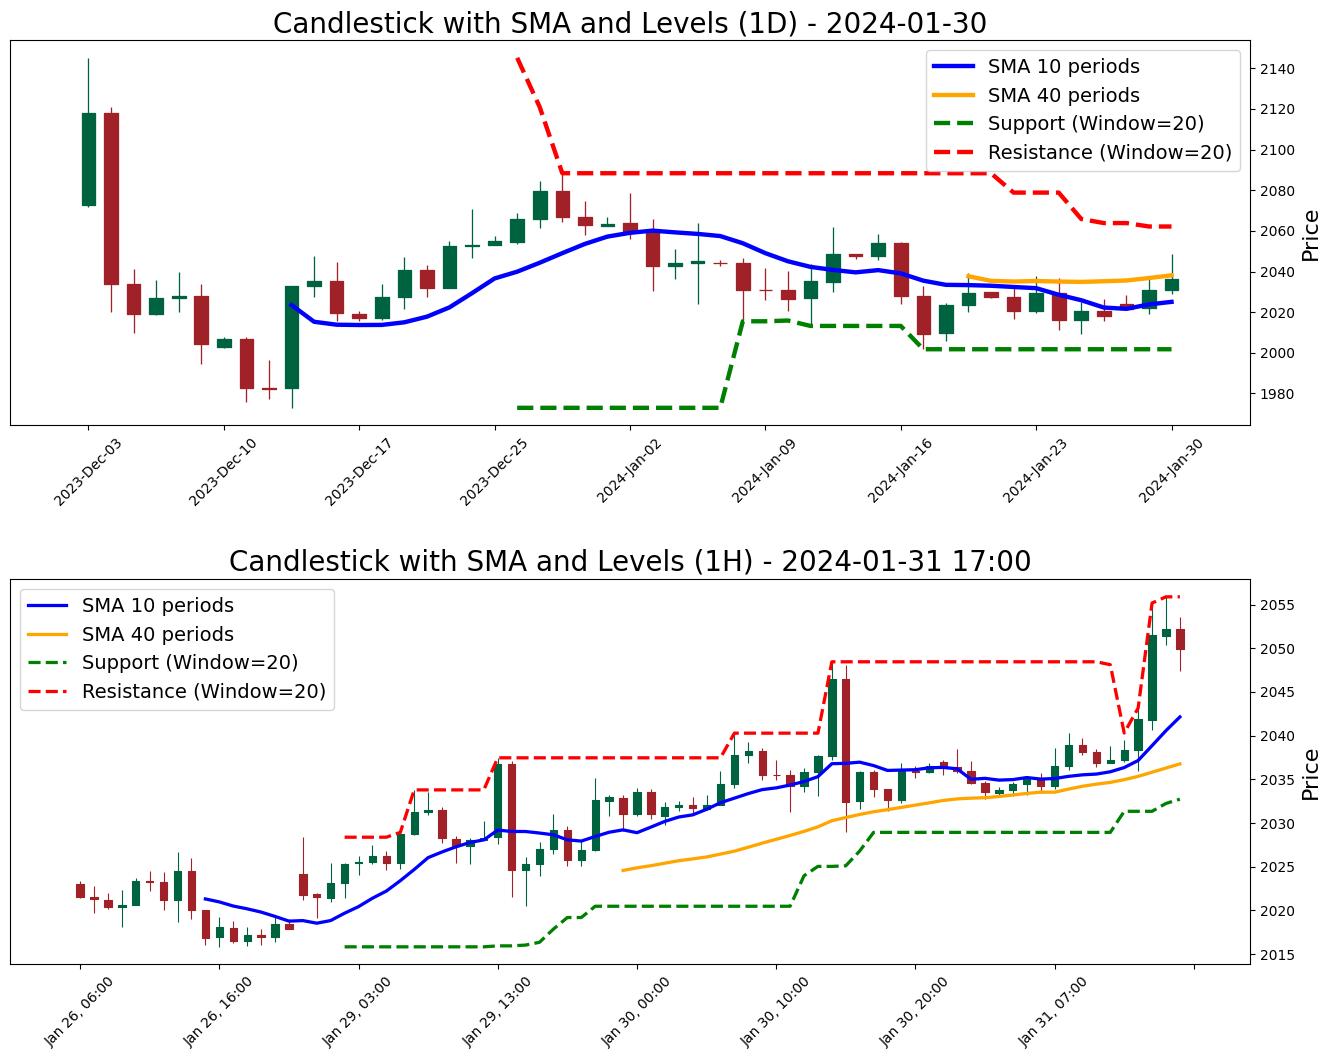 Candlestick with SMA and Levels (1D) - 2024-01-30
SMA 10 periods
SMA 40 periods
Support (Window=20)
Resistance (Window=20)
2140
2120
2100
2080
2060
2040
2020
2000
1980
Price
2023-Dec-03
2023-Dec-10
2023-Dec-17
2023-Dec-25
2024-Jan-02
2024-Jan-09
2024-Jan-16
2024-Jan-23
2024-Jan-30
Candlestick with SMA and Levels (1H) - 2024-01-31 17:00
SMA 10 periods
SMA 40 periods
Support (Window=20)
Resistance (Window=20)
2055
2050
2045
2040
2035
2030
2025
2020
2015
Price
Jan 26, 06:00
Jan 26, 16:00
Jan 29, 03:00
Jan 29, 13:00
Jan 30, 00:00
Jan 30, 10:00
Jan 30, 20:00
Jan 31, 07:00